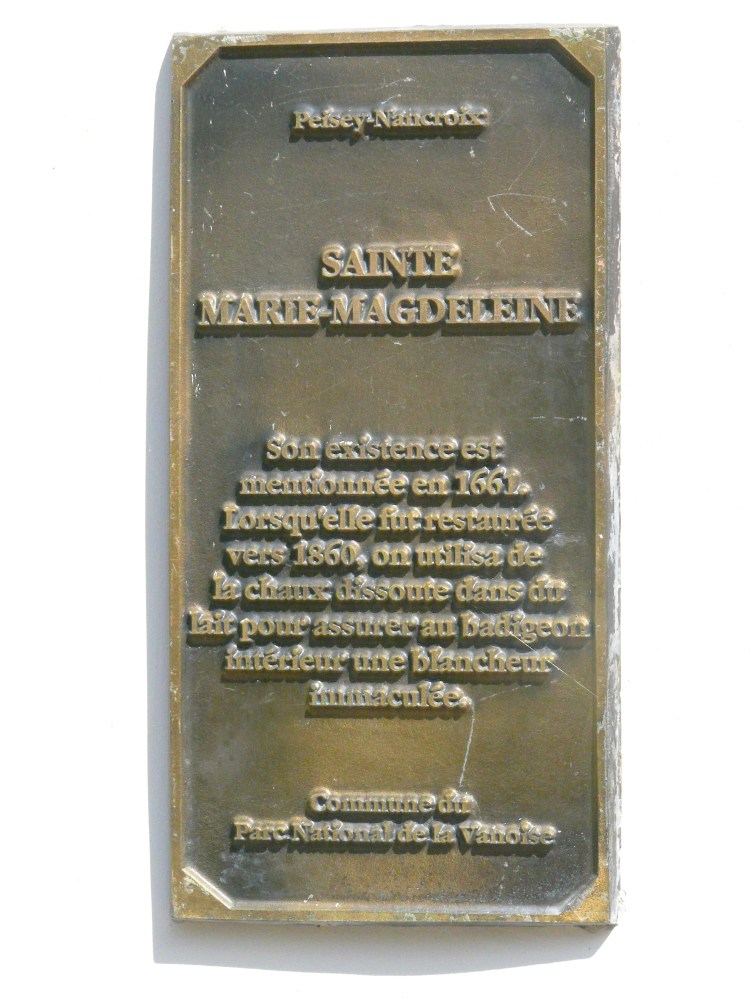 Peisey-Nancroix
SAINTE
MARIE-MAGDELEINE
Son existence est
mentionnée en 1661.
Lorsqu'elle fut restaurée
vers 1860, on utilisa de
la chaux dissoute dans du
lait pour assurer au badigeon
intérieur une blancheur
immaculée.
Commune du
Parc National de la Vanoise